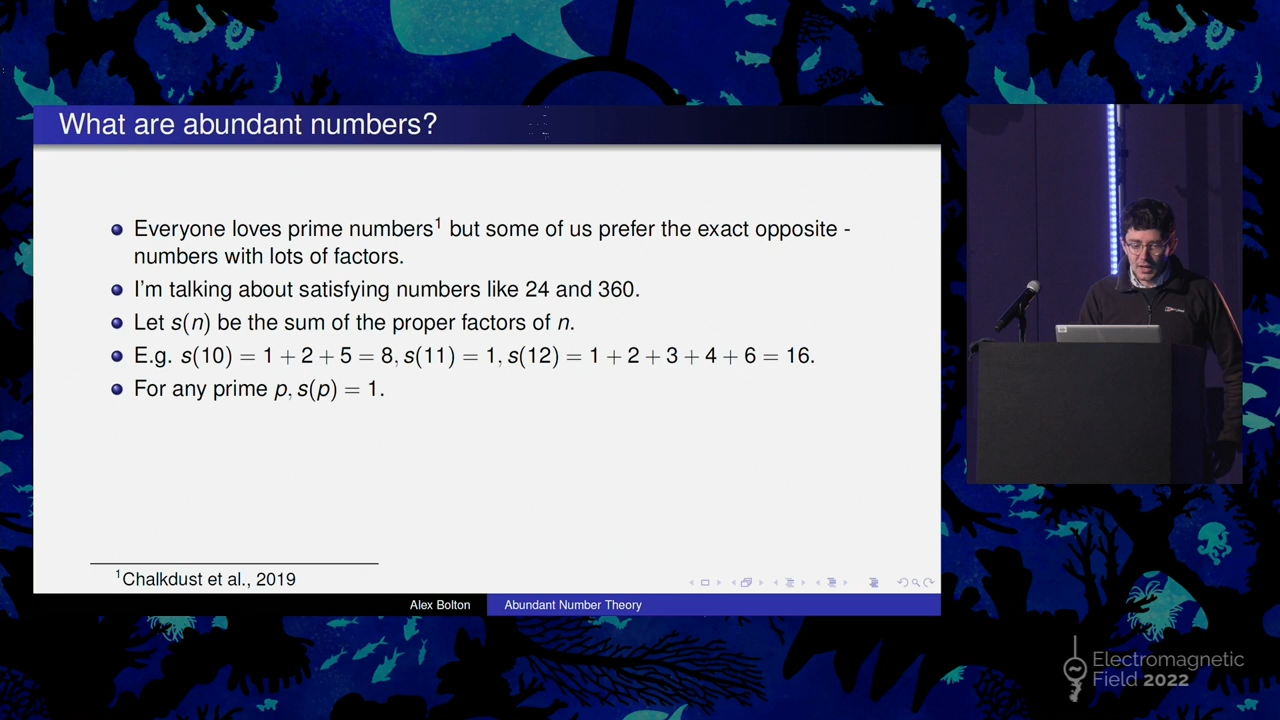 What are abundant numbers?
Everyone loves prime numbers¹ but some of us prefer the exact opposite -
numbers with lots of factors.
I'm talking about satisfying numbers like 24 and 360.
Let s(n) be the sum of the proper factors of n.
E.g. s(10) = 1 + 2 + 5 = 8, s(11) = 1, s(12) = 1 + 2 + 3 + 4 + 6 = 16.
For any prime p, s(p) = 1.
¹Chalkdust et al., 2019
Alex Bolton
Abundant Number Theory
Electromagnetic
Field 2022